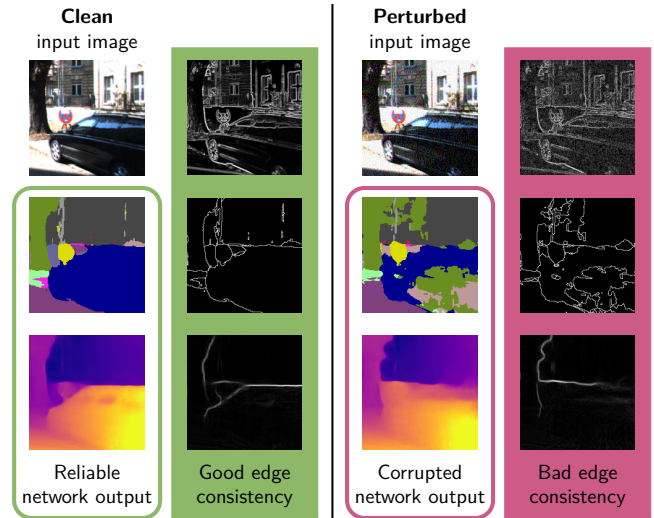 Clean
input image
Perturbed
input image
Reliable
network output
Good edge
consistency
Corrupted
network output
Bad edge
consistency